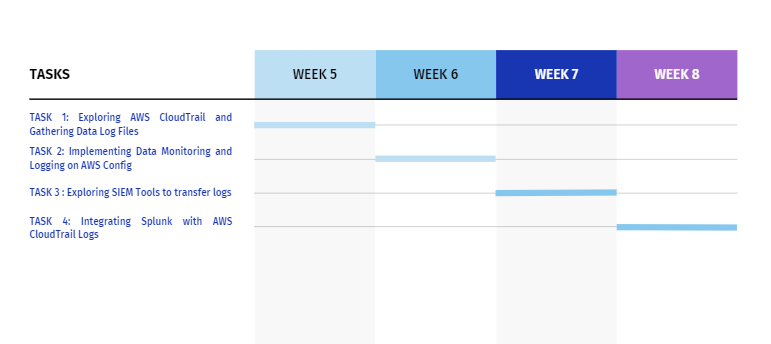 TASKS WEEK 5 WEEK 6 WEEK 7 WEEK 8
TASK 1: Exploring AWS CloudTrail and
Gathering Data Log Files
TASK 2: Implementing Data Monitoring and
Logging on AWS Config
TASK 3 : Exploring SIEM Tools to transfer logs
TASK 4: Integrating Splunk with AWS
CloudTrail Logs